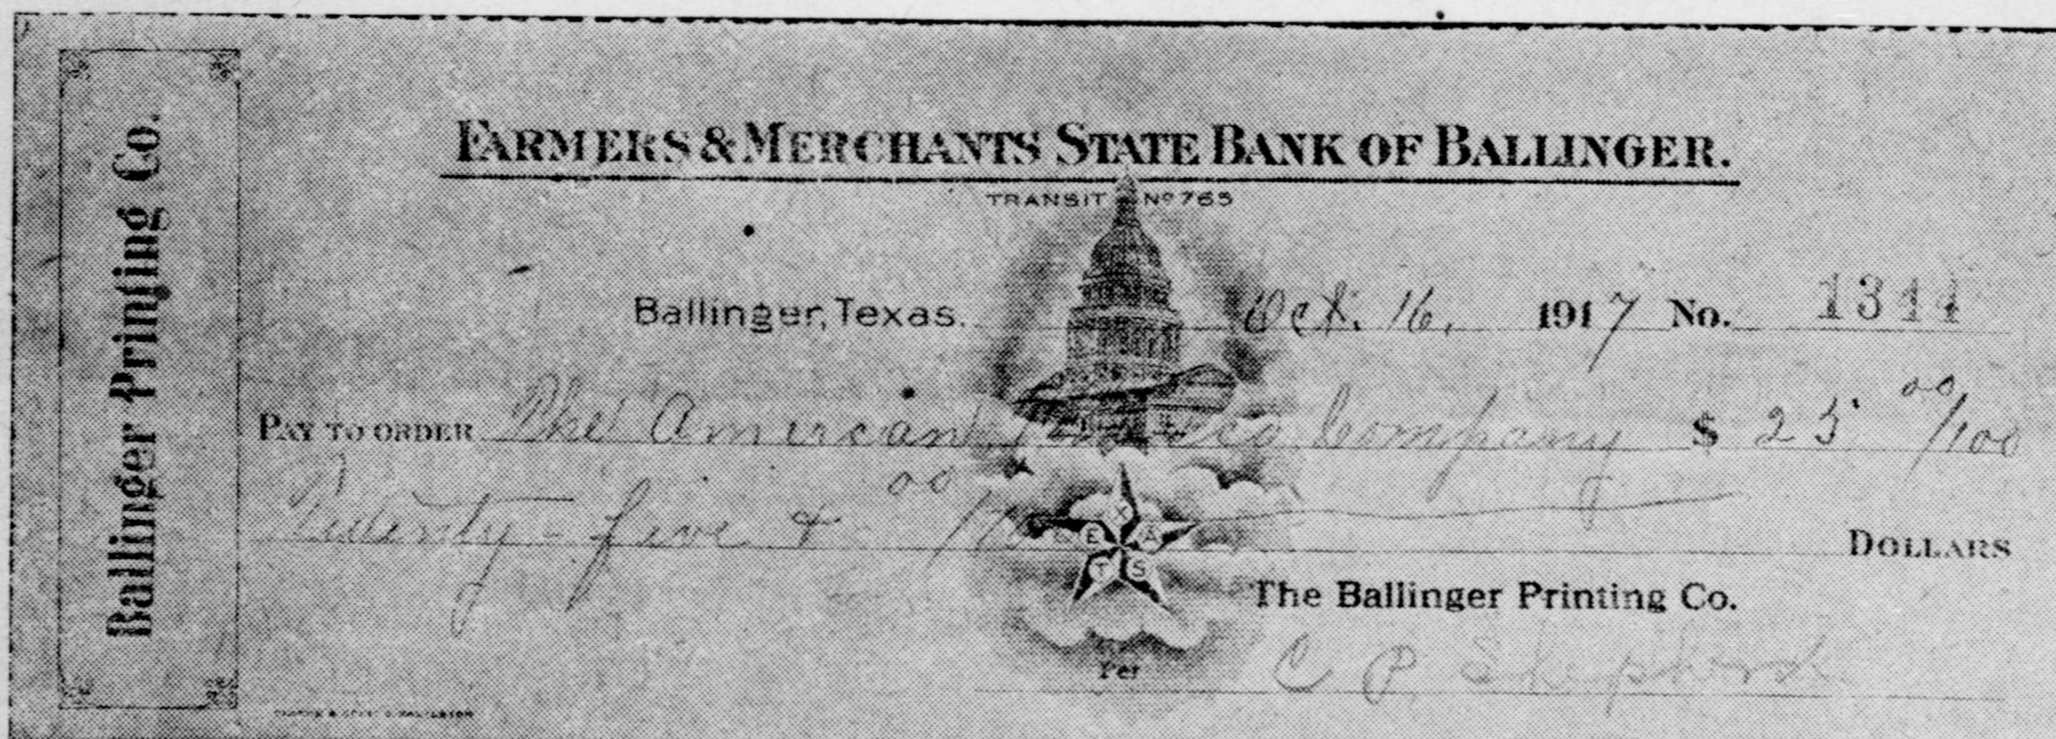 Ballinger Printing Co.
FARMERS & MERCHANTS STATE BANK OF BALLINGER.
TRANSIT No 765
Ballinger, Texas. Oct. 16, 1917 No. 1344
PAY TO ORDER The American Tobacco Company $ 25 00/100
Twenty-five & 00/100 DOLLARS
TEXAS
The Ballinger Printing Co.
Per C P. Shepherd